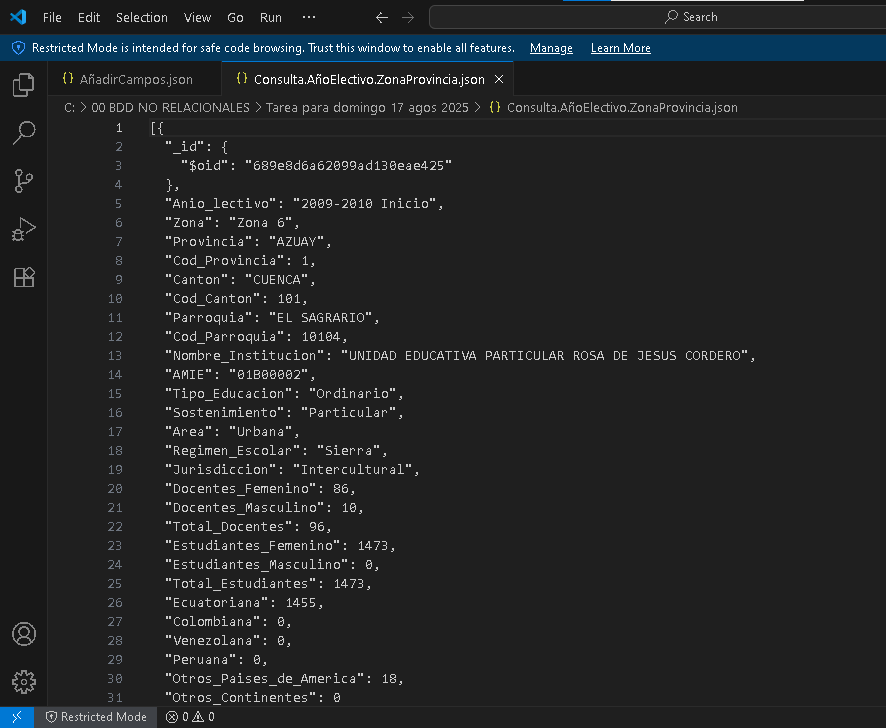 File Edit Selection View Go Run ··· Search
Restricted Mode is intended for safe code browsing. Trust this window to enable all features. Manage Learn More
{} AñadirCampos.json {} Consulta.AñoElectivo.ZonaProvincia.json ×
C: > 00 BDD NO RELACIONALES > Tarea para domingo 17 agos 2025 > {} Consulta.AñoElectivo.ZonaProvincia.json
1 [{
2 "_id": {
3 "$oid": "689e8d6a62099ad130eae425"
4 },
5 "Anio_lectivo": "2009-2010 Inicio",
6 "Zona": "Zona 6",
7 "Provincia": "AZUAY",
8 "Cod_Provincia": 1,
9 "Canton": "CUENCA",
10 "Cod_Canton": 101,
11 "Parroquia": "EL SAGRARIO",
12 "Cod_Parroquia": 10104,
13 "Nombre_Institucion": "UNIDAD EDUCATIVA PARTICULAR ROSA DE JESUS CORDERO",
14 "AMIE": "01B00002",
15 "Tipo_Educacion": "Ordinario",
16 "Sostenimiento": "Particular",
17 "Area": "Urbana",
18 "Regimen_Escolar": "Sierra",
19 "Jurisdiccion": "Intercultural",
20 "Docentes_Femenino": 86,
21 "Docentes_Masculino": 10,
22 "Total_Docentes": 96,
23 "Estudiantes_Femenino": 1473,
24 "Estudiantes_Masculino": 0,
25 "Total_Estudiantes": 1473,
26 "Ecuatoriana": 1455,
27 "Colombiana": 0,
28 "Venezolana": 0,
29 "Peruana": 0,
30 "Otros_Paises_de_America": 18,
31 "Otros_Continentes": 0
Restricted Mode 0 0